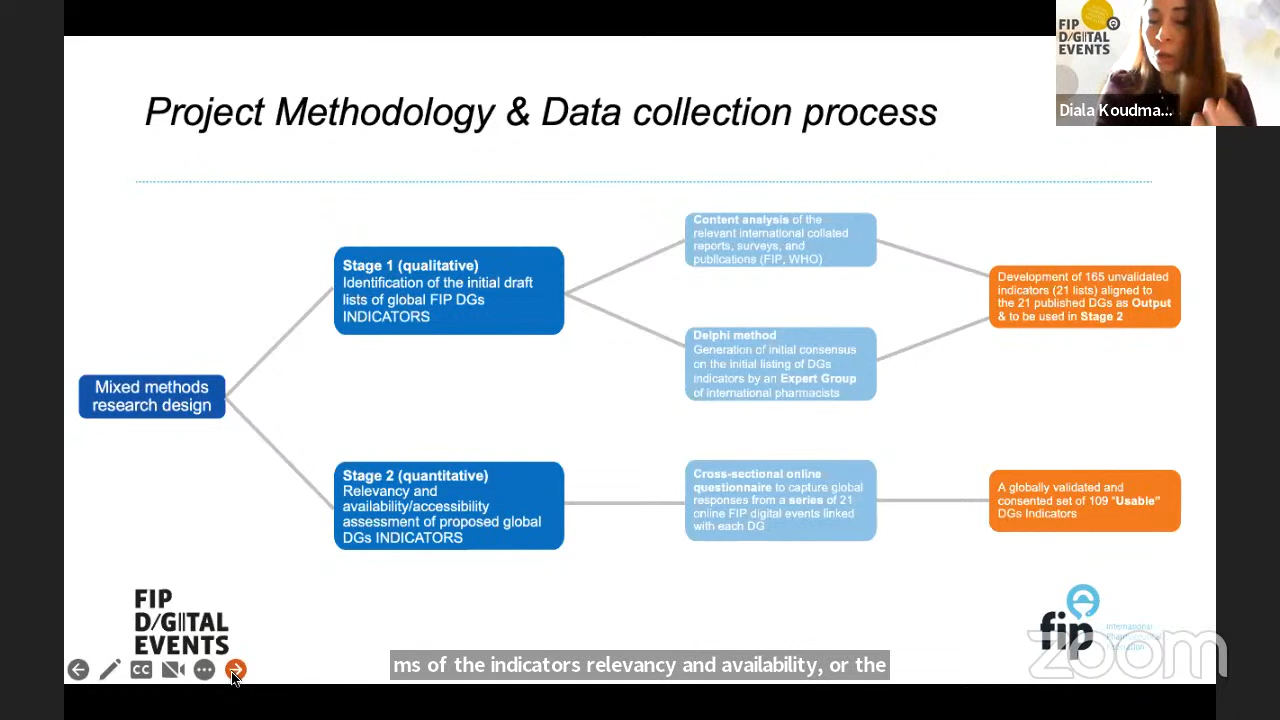 FIP
D/GITAL
EVENTS
Diala Koudma...
Project Methodology & Data collection process
Content analysis of the
relevant international collated
reports, surveys, and
publications (FIP, WHO)
Stage 1 (qualitative)
Identification of the initial draft
lists of global FIP DGs
INDICATORS
Development of 165 unvalidated
indicators (21 lists) aligned to
the 21 published DGs as Output
& to be used in Stage 2
Delphi method
Generation of initial consensus
on the initial listing of DGs
indicators by an Expert Group
of international pharmacists
Mixed methods
research design
Stage 2 (quantitative)
Relevancy and
availability/accessibility
assessment of proposed global
DGs INDICATORS
Cross-sectional online
questionnaire to capture global
responses from a series of 21
online FIP digital events linked
with each DG
A globally validated and
consented set of 109 "Usable"
DGs Indicators
FIP
D/GITAL
EVENTS
fip
International
Pharmaceutical
Federation
zoom
CC
ms of the indicators relevancy and availability, or the